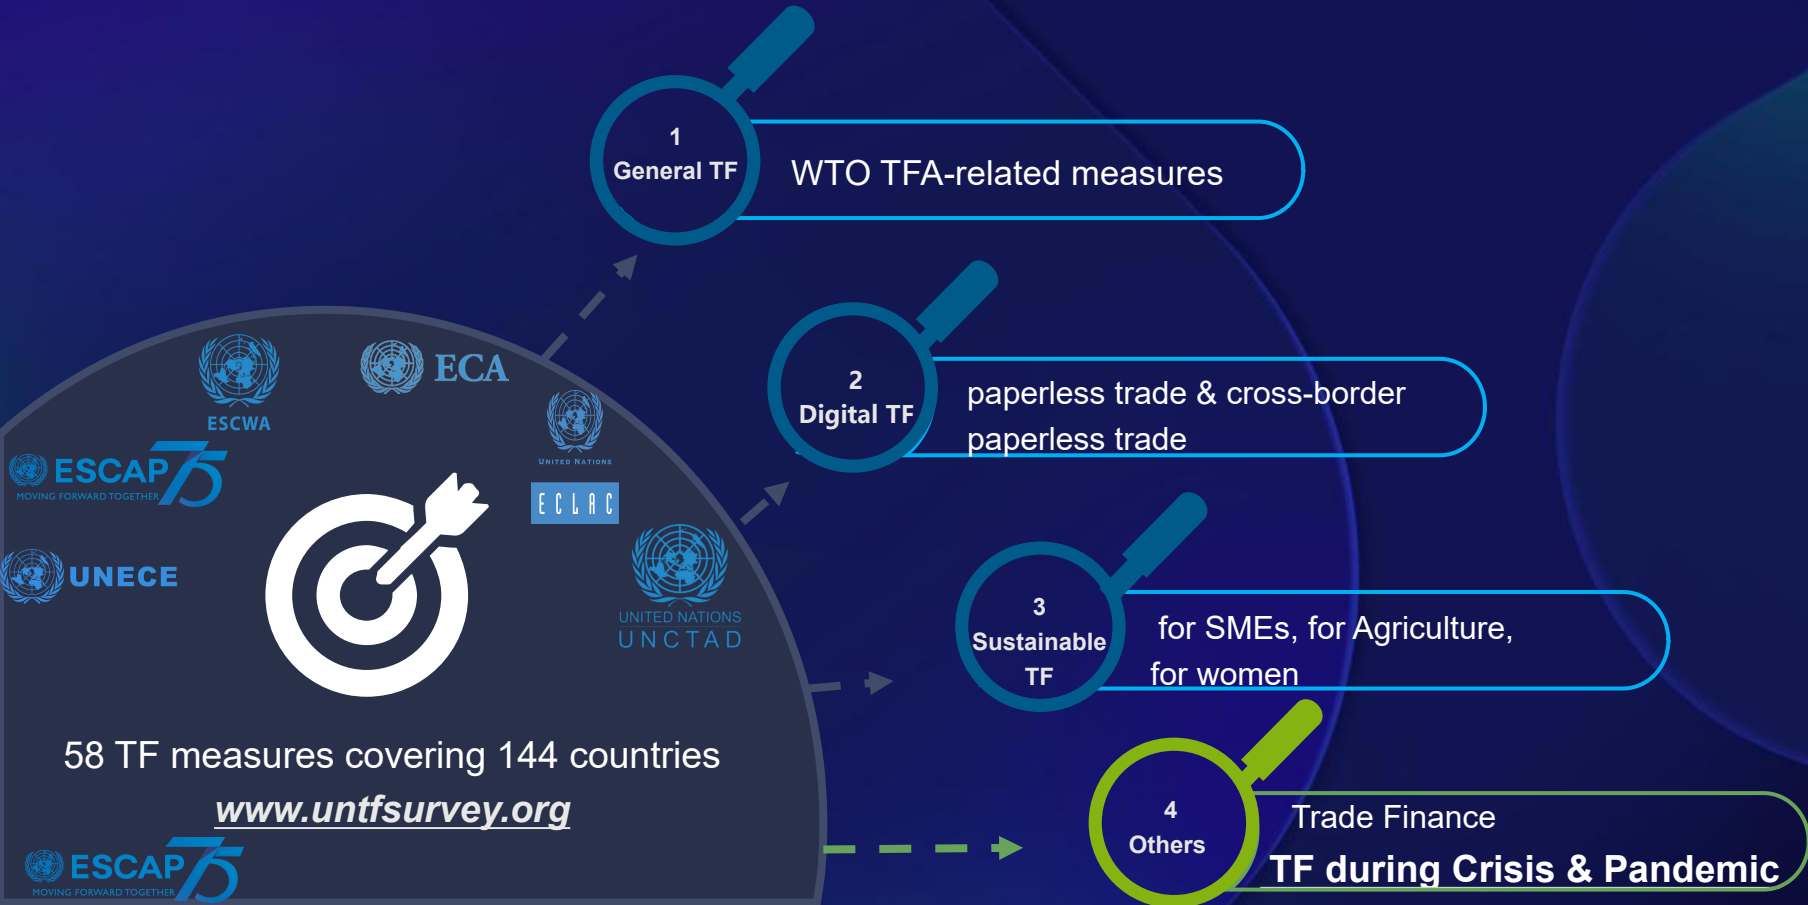 1
General TF
WTO TFA-related measures
2
Digital TF
paperless trade & cross-border
paperless trade
3
Sustainable
TF
for SMEs, for Agriculture,
for women
4
Others
Trade Finance
TF during Crisis & Pandemic
ESCWA
ECA
UNITED NATIONS
ECLAC
ESCAP 75
MOVING FORWARD TOGETHER
UNECE
UNITED NATIONS
UNCTAD
58 TF measures covering 144 countries
www.untfsurvey.org
ESCAP 75
MOVING FORWARD TOGETHER